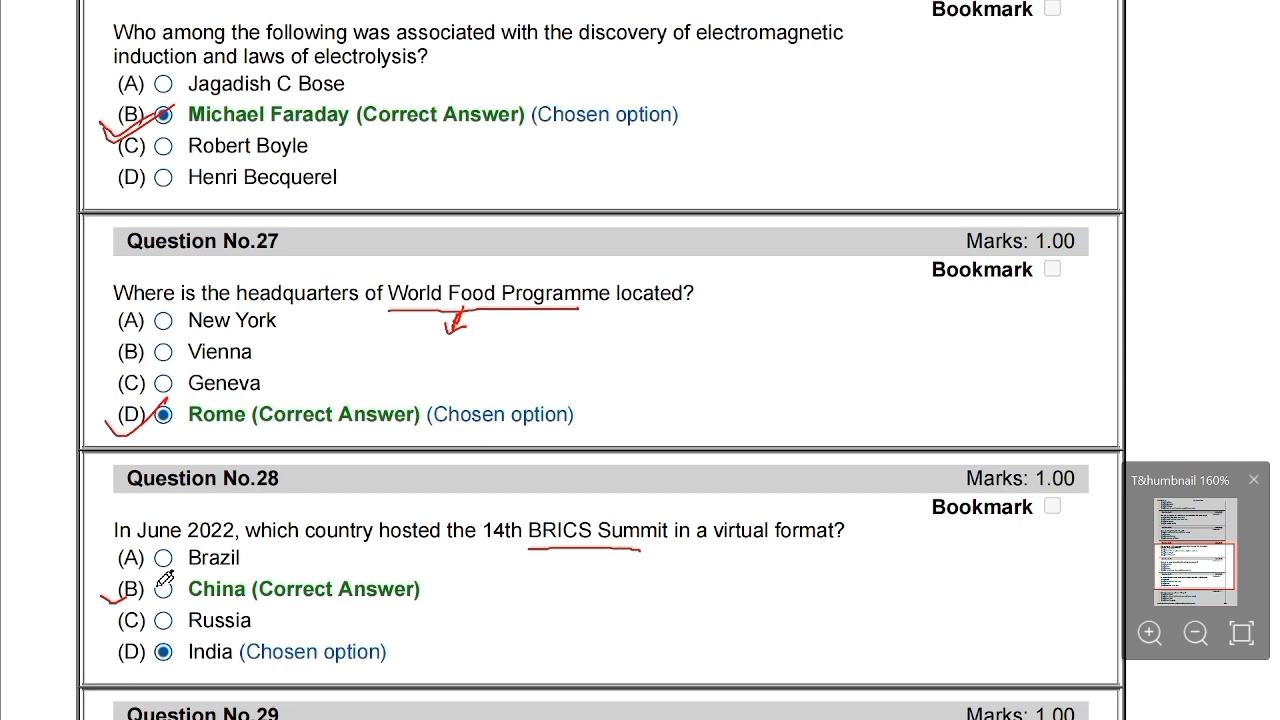 Bookmark
Who among the following was associated with the discovery of electromagnetic
induction and laws of electrolysis?
(A) Jagadish C Bose
(B) Michael Faraday (Correct Answer) (Chosen option)
(C) Robert Boyle
(D) Henri Becquerel
Question No.27 Marks: 1.00
Bookmark
Where is the headquarters of World Food Programme located?
(A) New York
(B) Vienna
(C) Geneva
(D) Rome (Correct Answer) (Chosen option)
Question No.28 Marks: 1.00
Bookmark
In June 2022, which country hosted the 14th BRICS Summit in a virtual format?
(A) Brazil
(B) China (Correct Answer)
(C) Russia
(D) India (Chosen option)
Question No.29 Marks: 1.00
T&humbnail 160%